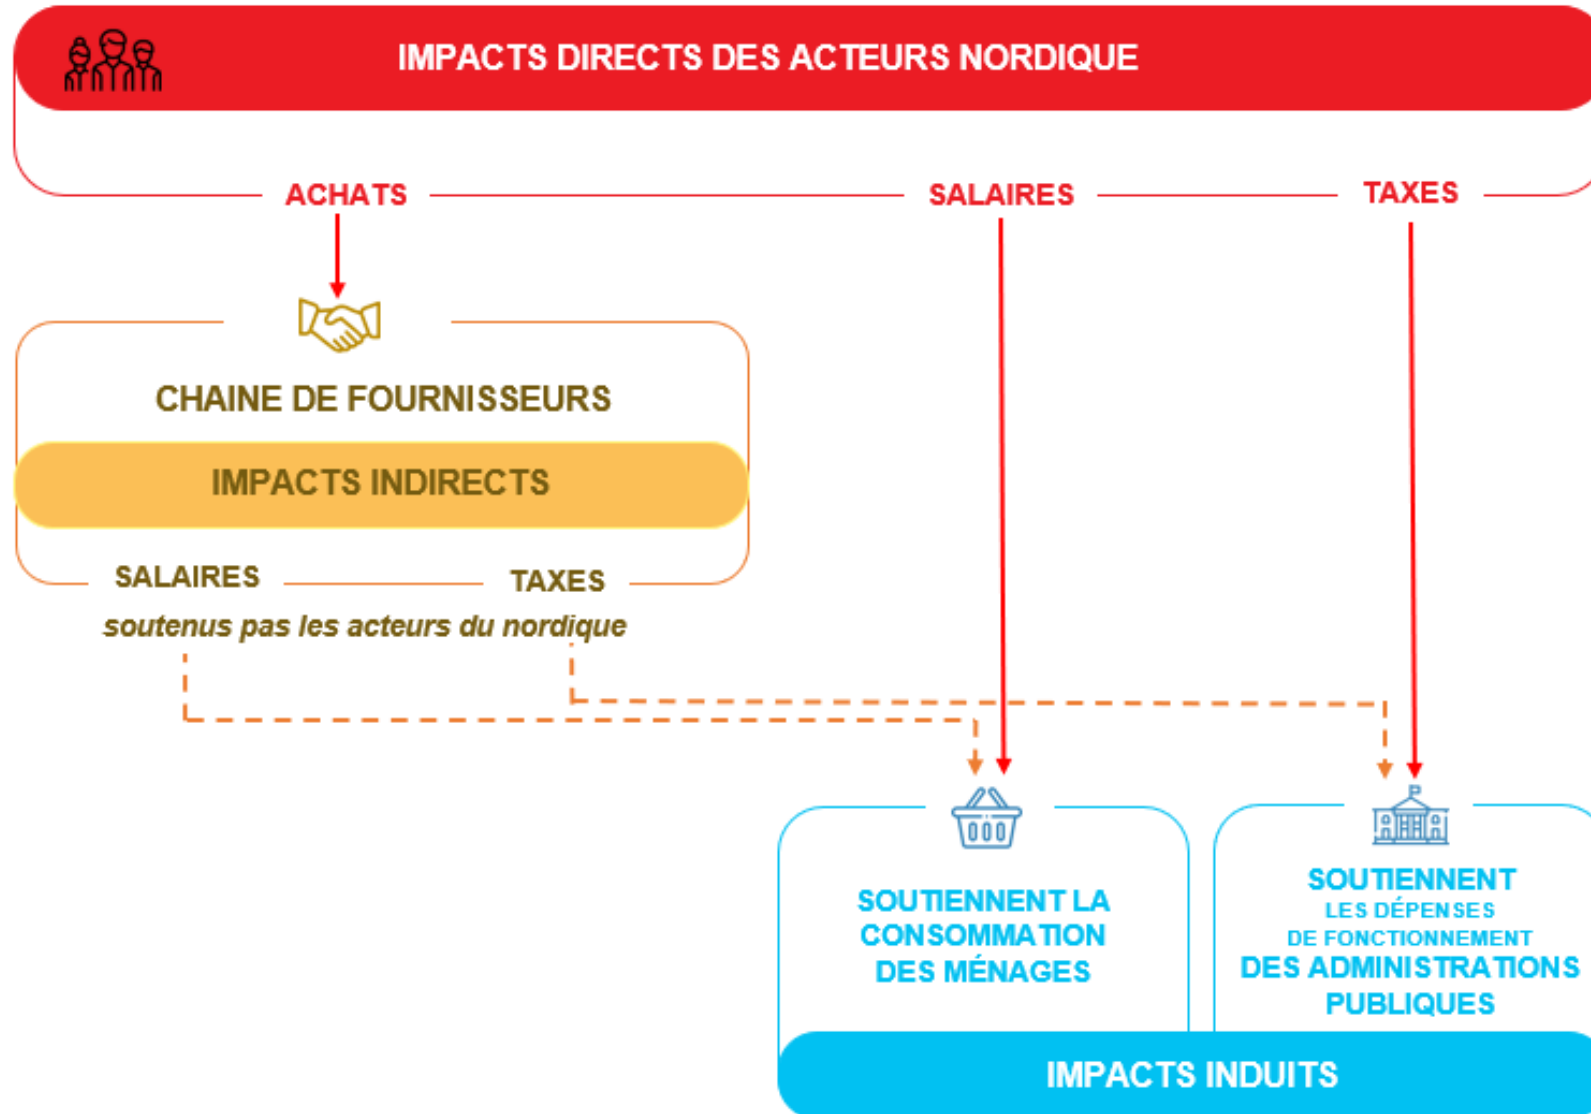 IMPACTS DIRECTS DES ACTEURS NORDIQUE
ACHATS
SALAIRES
TAXES
CHAINE DE FOURNISSEURS
IMPACTS INDIRECTS
SALAIRES
TAXES
soutenus pas les acteurs du nordique
SOUTIENNENT LA
CONSOMMATION
DES MÉNAGES
SOUTIENNENT
LES DÉPENSES
DE FONCTIONNEMENT
DES ADMINISTRATIONS
PUBLIQUES
IMPACTS INDUITS